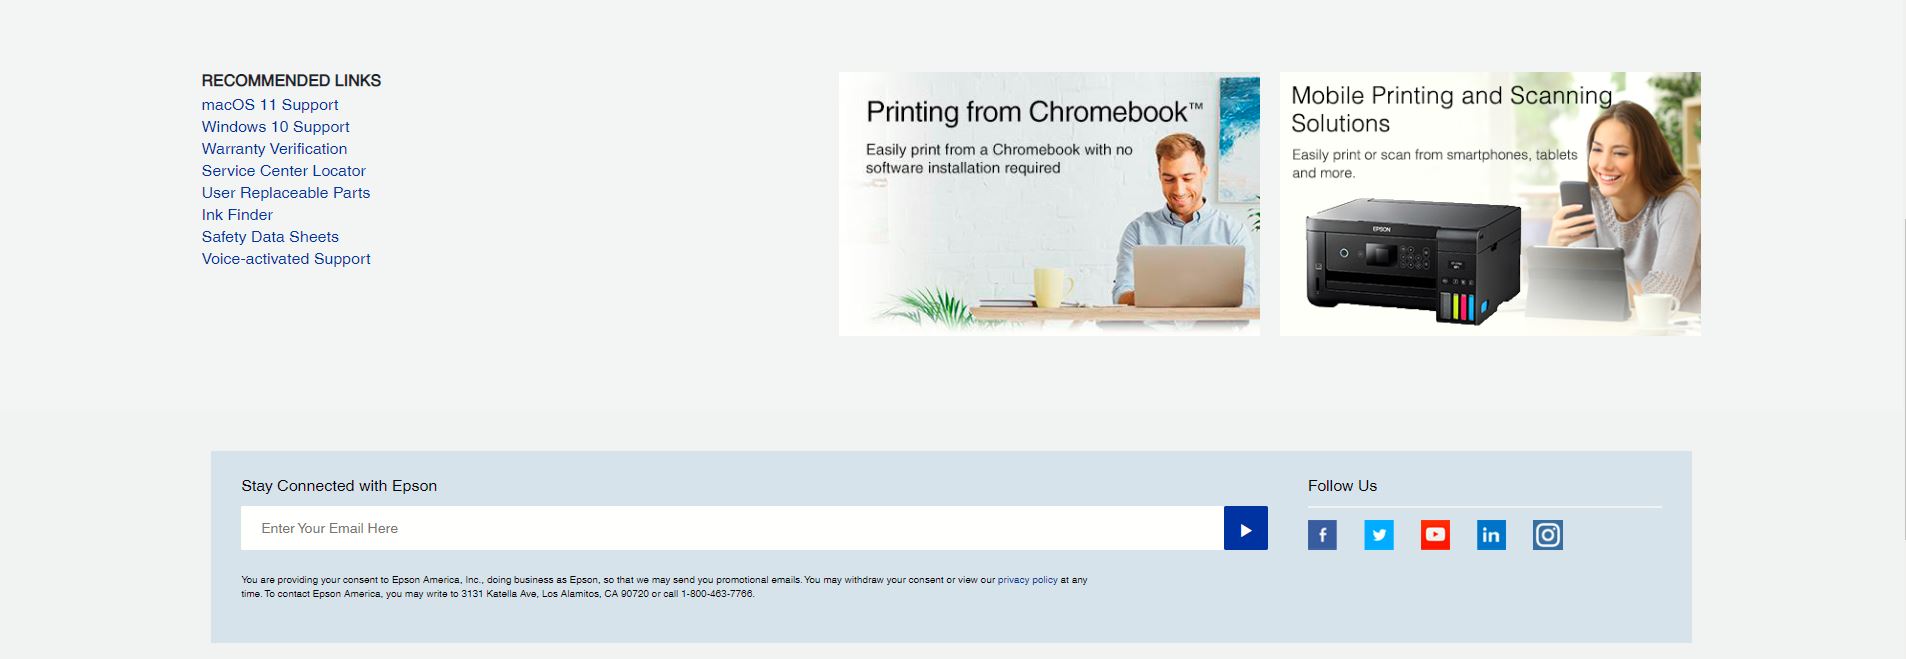 RECOMMENDED LINKS
macOS 11 Support
Windows 10 Support
Warranty Verification
Service Center Locator
User Replaceable Parts
Ink Finder
Safety Data Sheets
Voice-activated Support
Printing from Chromebook™
Easily print from a Chromebook with no
software installation required
Mobile Printing and Scanning
Solutions
Easily print or scan from smartphones, tablets
and more.
EPSON
Stay Connected with Epson
Enter Your Email Here
You are providing your consent to Epson America, Inc., doing business as Epson, so that we may send you promotional emails. You may withdraw your consent or view our privacy policy at any
time. To contact Epson America, you may write to 3131 Katella Ave, Los Alamitos, CA 90720 or call 1-800-463-7766.
Follow Us
f
in